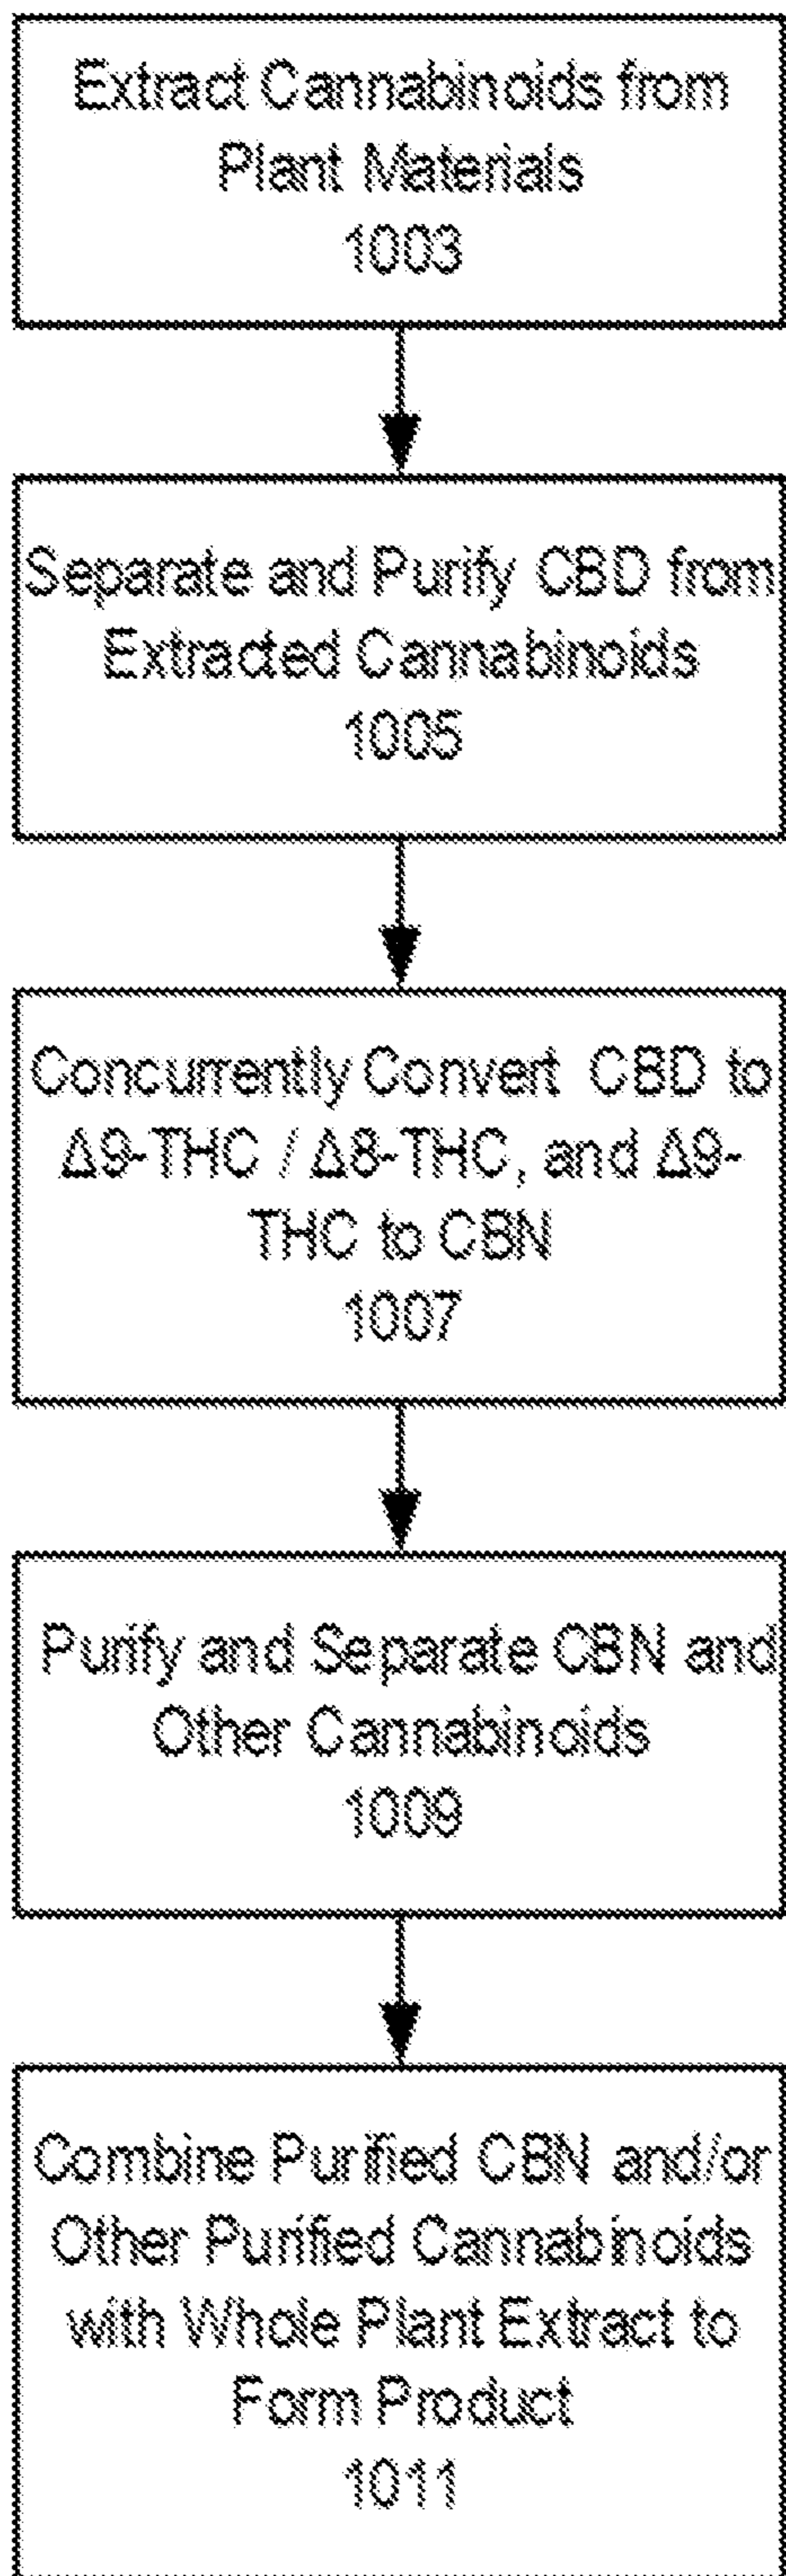 Extract Cannabinoids from
Plant Materials
1003
Separate and Purify CBD from
Extracted Cannabinoids
1005
Concurrently Convert CBD to
Δ9-THC / Δ8-THC, and Δ9-
THC to CBN
1007
Purify and Separate CBN and
Other Cannabinoids
1009
Combine Purified CBN and/or
Other Purified Cannabinoids
with Whole Plant Extract to
Form Product
1011